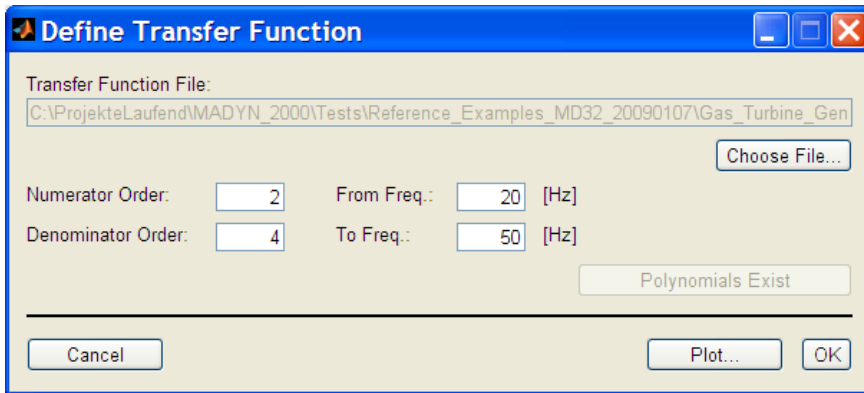 Define Transfer Function
Transfer Function File:
C:\ProjekteLaufend\MADYN_2000\Tests\Reference_Examples_MD32_20090107\Gas_Turbine_Gen
Choose File...
Numerator Order: 2 From Freq.: 20 [Hz]
Denominator Order: 4 To Freq.: 50 [Hz]
Polynomials Exist
Cancel Plot... OK